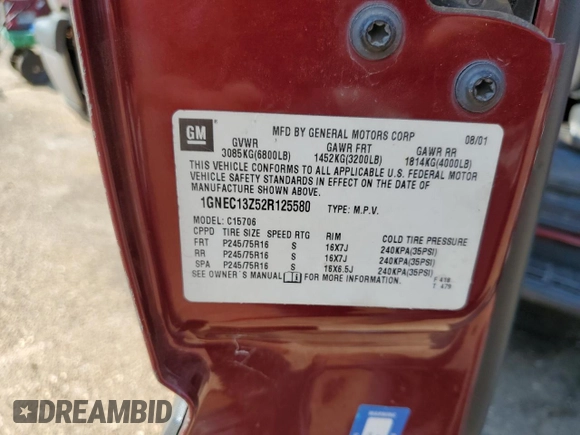 GM
MFD BY GENERAL MOTORS CORP 08/01
GVWR GAWR FRT GAWR RR
3085KG(6800LB) 1452KG(3200LB) 1814KG(4000LB)
THIS VEHICLE CONFORMS TO ALL APPLICABLE U.S. FEDERAL MOTOR
VEHICLE SAFETY STANDARDS IN EFFECT ON THE DATE OF
MANUFACTURE SHOWN ABOVE.
1GNEC13Z52R125580 TYPE: M.P.V.
MODEL: C15706
CPPD TIRE SIZE SPEED RTG RIM COLD TIRE PRESSURE
FRT P245/75R16 S 16X7J 240KPA(35PSI)
RR P245/75R16 S 16X7J 240KPA(35PSI)
SPA P245/75R16 S 16X6.5J 240KPA(35PSI)
SEE OWNER'S MANUAL FOR MORE INFORMATION.
DREAMBID